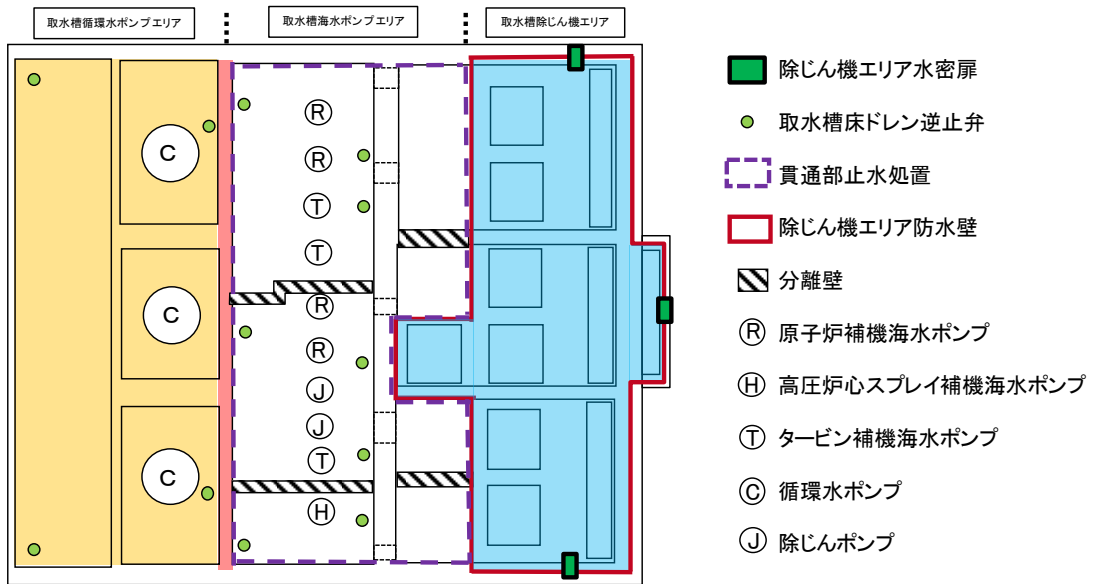 取水槽循環水ポンプエリア
取水槽海水ポンプエリア
取水槽除じん機エリア
R
R
T
T
R
R
J
J
T
H
C
C
C
除じん機エリア水密扉
取水槽床ドレン逆止弁
貫通部止水処置
除じん機エリア防水壁
分離壁
R 原子炉補機海水ポンプ
H 高圧炉心スプレイ補機海水ポンプ
T タービン補機海水ポンプ
C 循環水ポンプ
J 除じんポンプ